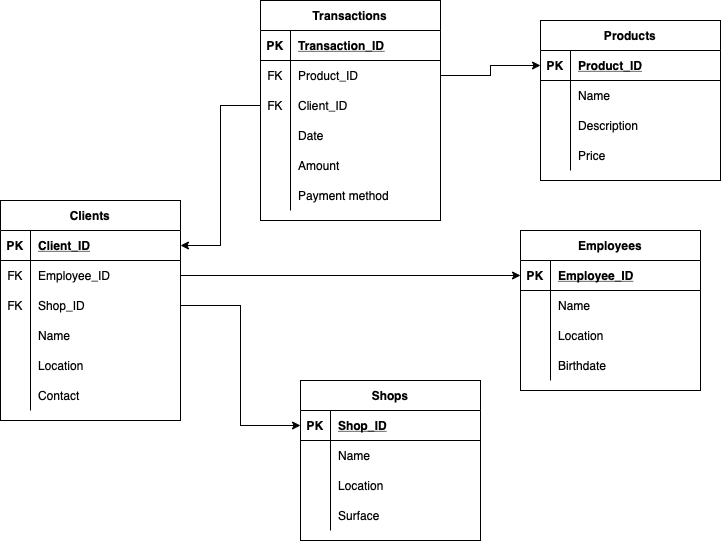 Transactions
PK Transaction_ID
FK Product_ID
FK Client_ID
Date
Amount
Payment method
Products
PK Product_ID
Name
Description
Price
Clients
PK Client_ID
FK Employee_ID
FK Shop_ID
Name
Location
Contact
Employees
PK Employee_ID
Name
Location
Birthdate
Shops
PK Shop_ID
Name
Location
Surface